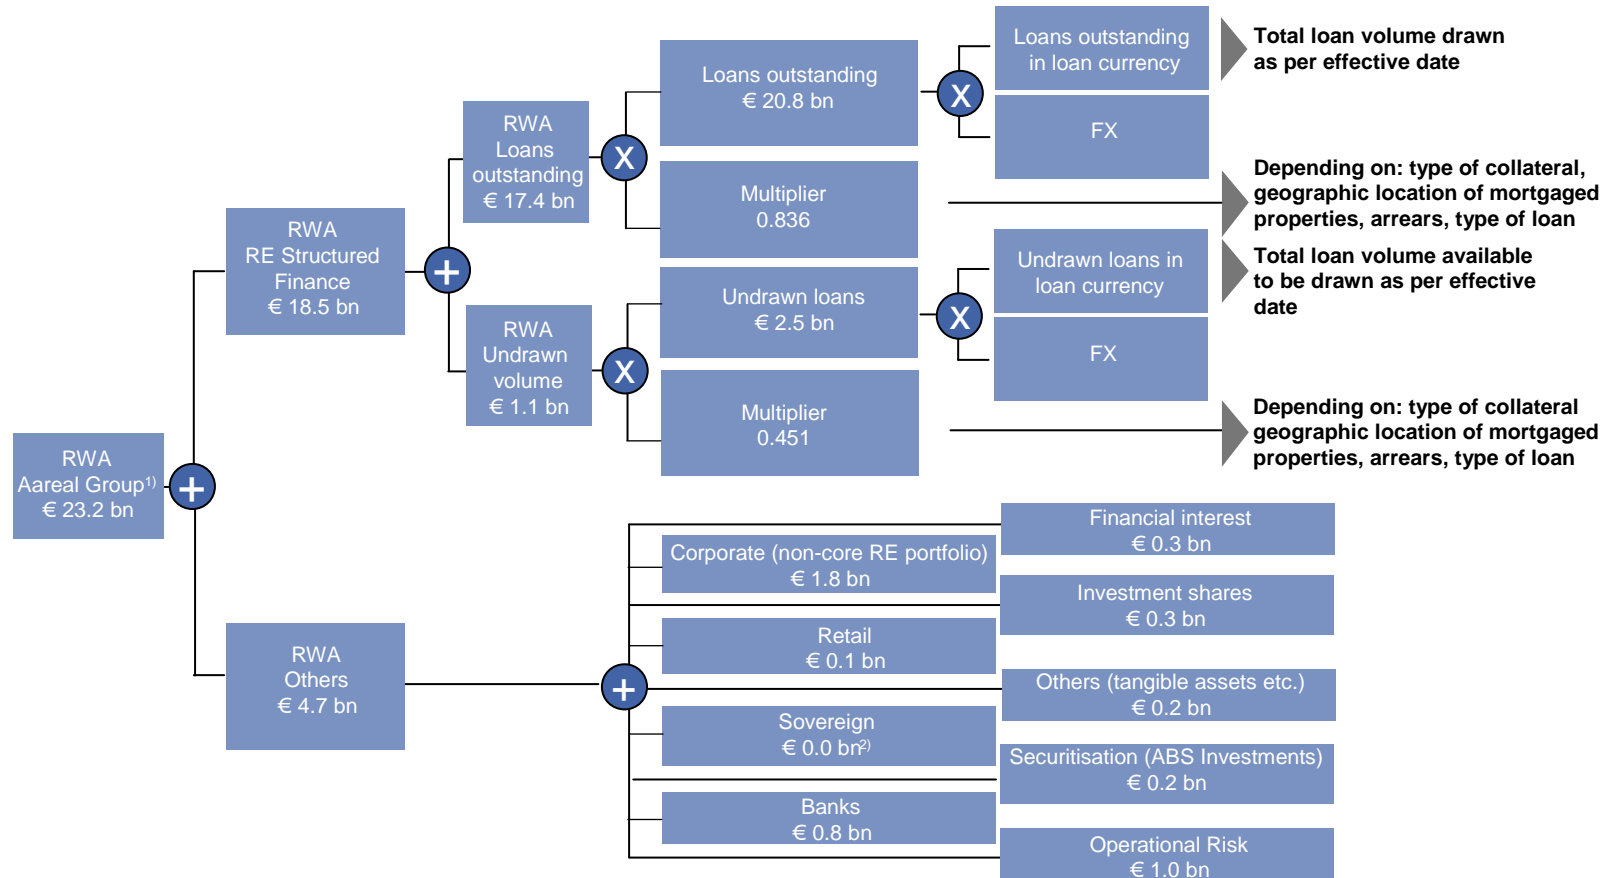 RWA
Aareal Group1)
€ 23.2 bn
RWA
RE Structured
Finance
€ 18.5 bn
RWA
Loans
outstanding
€ 17.4 bn
Loans outstanding
€ 20.8 bn
Loans outstanding
in loan currency
Total loan volume drawn
as per effective date
FX
Multiplier
0.836
Depending on: type of collateral,
geographic location of mortgaged
properties, arrears, type of loan
RWA
Undrawn
volume
€ 1.1 bn
Undrawn loans
€ 2.5 bn
Undrawn loans in
loan currency
Total loan volume available
to be drawn as per effective
date
FX
Multiplier
0.451
Depending on: type of collateral
geographic location of mortgaged
properties, arrears, type of loan
RWA
Others
€ 4.7 bn
Financial interest
€ 0.3 bn
Corporate (non-core RE portfolio)
€ 1.8 bn
Investment shares
€ 0.3 bn
Retail
€ 0.1 bn
Others (tangible assets etc.)
€ 0.2 bn
Sovereign
€ 0.0 bn2)
Securitisation (ABS Investments)
€ 0.2 bn
Banks
€ 0.8 bn
Operational Risk
€ 1.0 bn
+
+
x
x
x
x
+